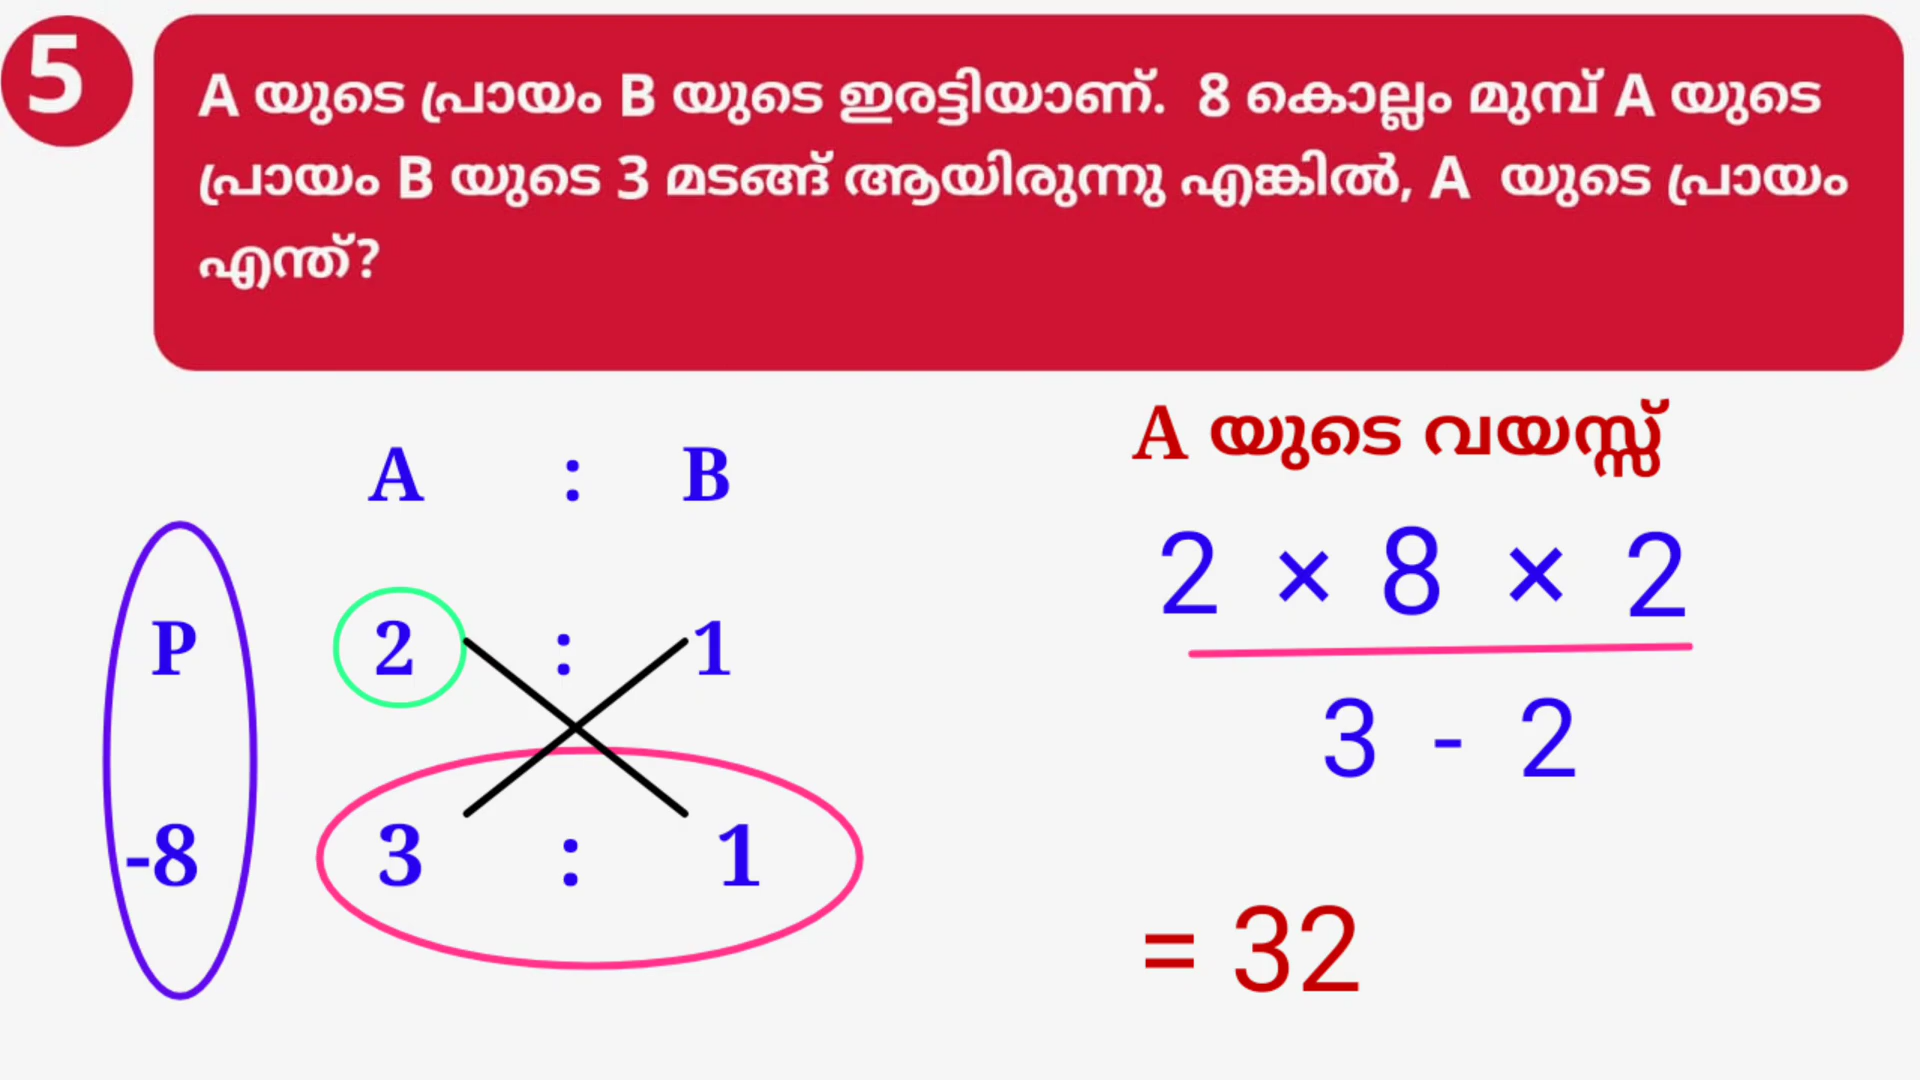 5
A യുടെ പ്രായം B യുടെ ഇരട്ടിയാണ്. 8 കൊല്ലം മുമ്പ് A യുടെ
പ്രായം B യുടെ 3 മടങ്ങ് ആയിരുന്നു എങ്കിൽ, A യുടെ പ്രായം
എന്ത്?
A : B
P 2 : 1
-8 3 : 1
A യുടെ വയസ്സ്
2 × 8 × 2
3 - 2
= 32